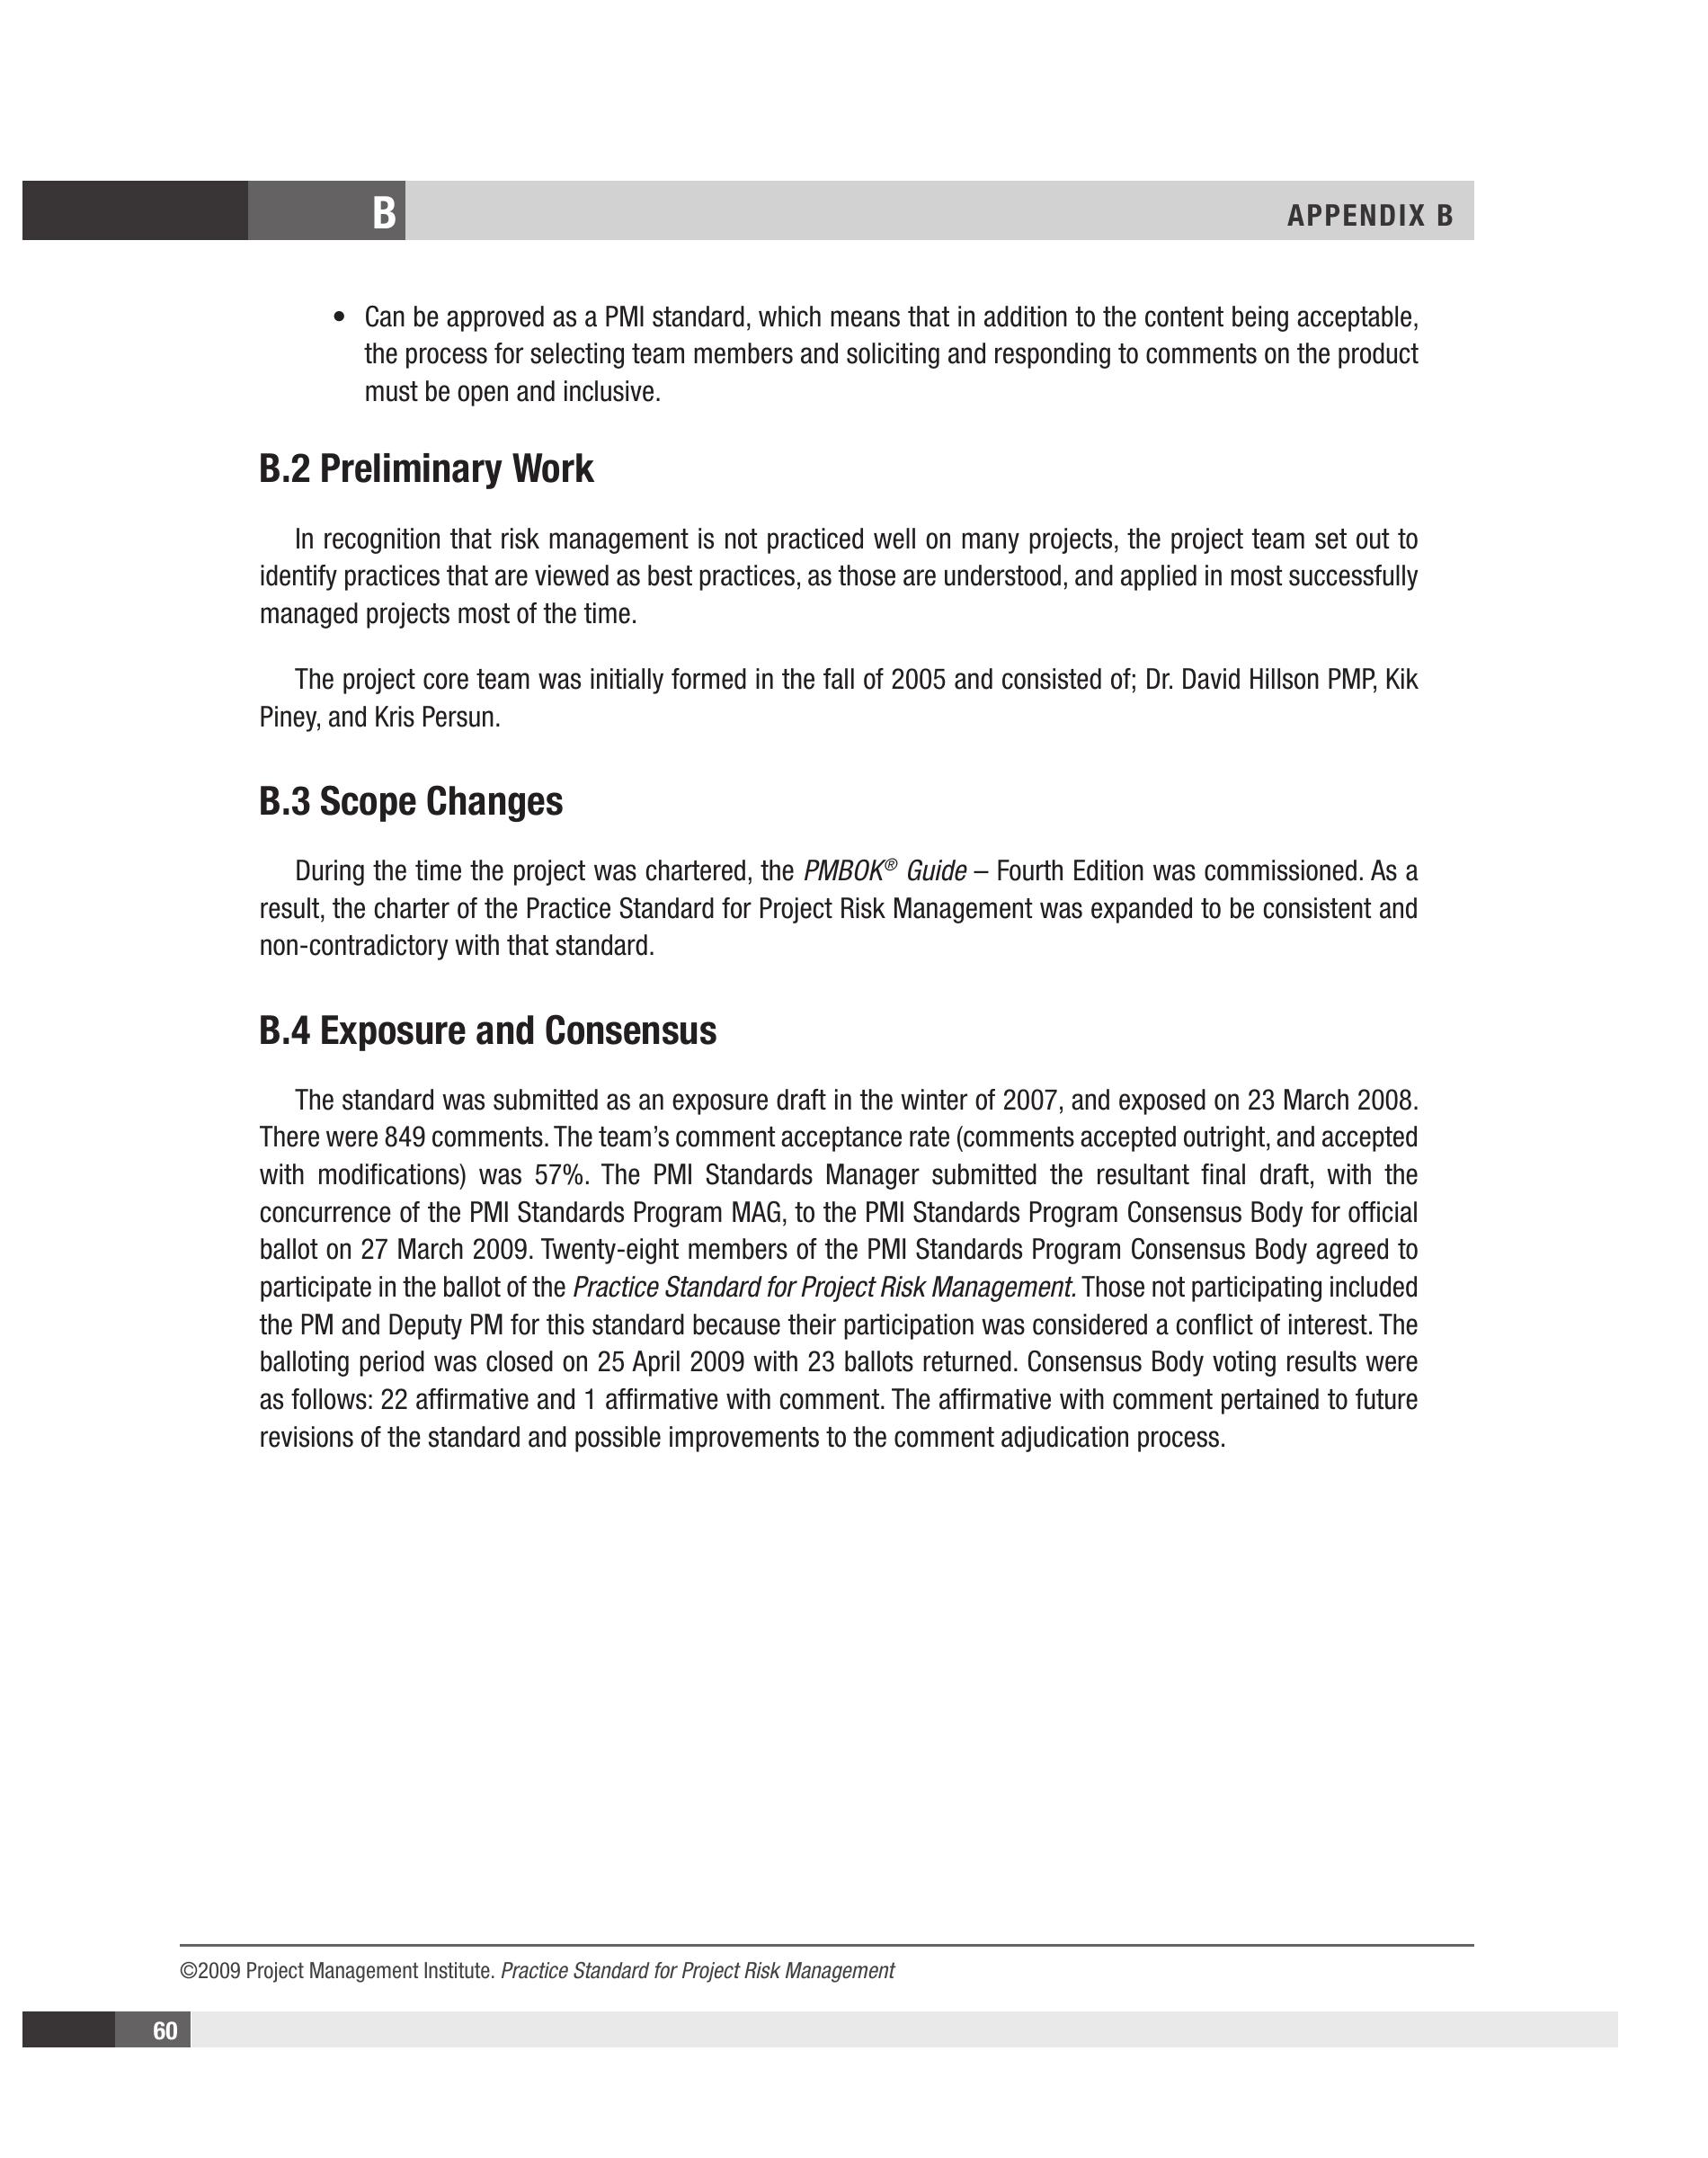 B
APPENDIX B
• Can be approved as a PMI standard, which means that in addition to the content being acceptable,
the process for selecting team members and soliciting and responding to comments on the product
must be open and inclusive.
B.2 Preliminary Work
In recognition that risk management is not practiced well on many projects, the project team set out to
identify practices that are viewed as best practices, as those are understood, and applied in most successfully
managed projects most of the time.
The project core team was initially formed in the fall of 2005 and consisted of; Dr. David Hillson PMP, Kik
Piney, and Kris Persun.
B.3 Scope Changes
During the time the project was chartered, the PMBOK® Guide – Fourth Edition was commissioned. As a
result, the charter of the Practice Standard for Project Risk Management was expanded to be consistent and
non-contradictory with that standard.
B.4 Exposure and Consensus
The standard was submitted as an exposure draft in the winter of 2007, and exposed on 23 March 2008.
There were 849 comments. The team’s comment acceptance rate (comments accepted outright, and accepted
with modifications) was 57%. The PMI Standards Manager submitted the resultant final draft, with the
concurrence of the PMI Standards Program MAG, to the PMI Standards Program Consensus Body for official
ballot on 27 March 2009. Twenty-eight members of the PMI Standards Program Consensus Body agreed to
participate in the ballot of the Practice Standard for Project Risk Management. Those not participating included
the PM and Deputy PM for this standard because their participation was considered a conflict of interest. The
balloting period was closed on 25 April 2009 with 23 ballots returned. Consensus Body voting results were
as follows: 22 affirmative and 1 affirmative with comment. The affirmative with comment pertained to future
revisions of the standard and possible improvements to the comment adjudication process.
©2009 Project Management Institute. Practice Standard for Project Risk Management
60